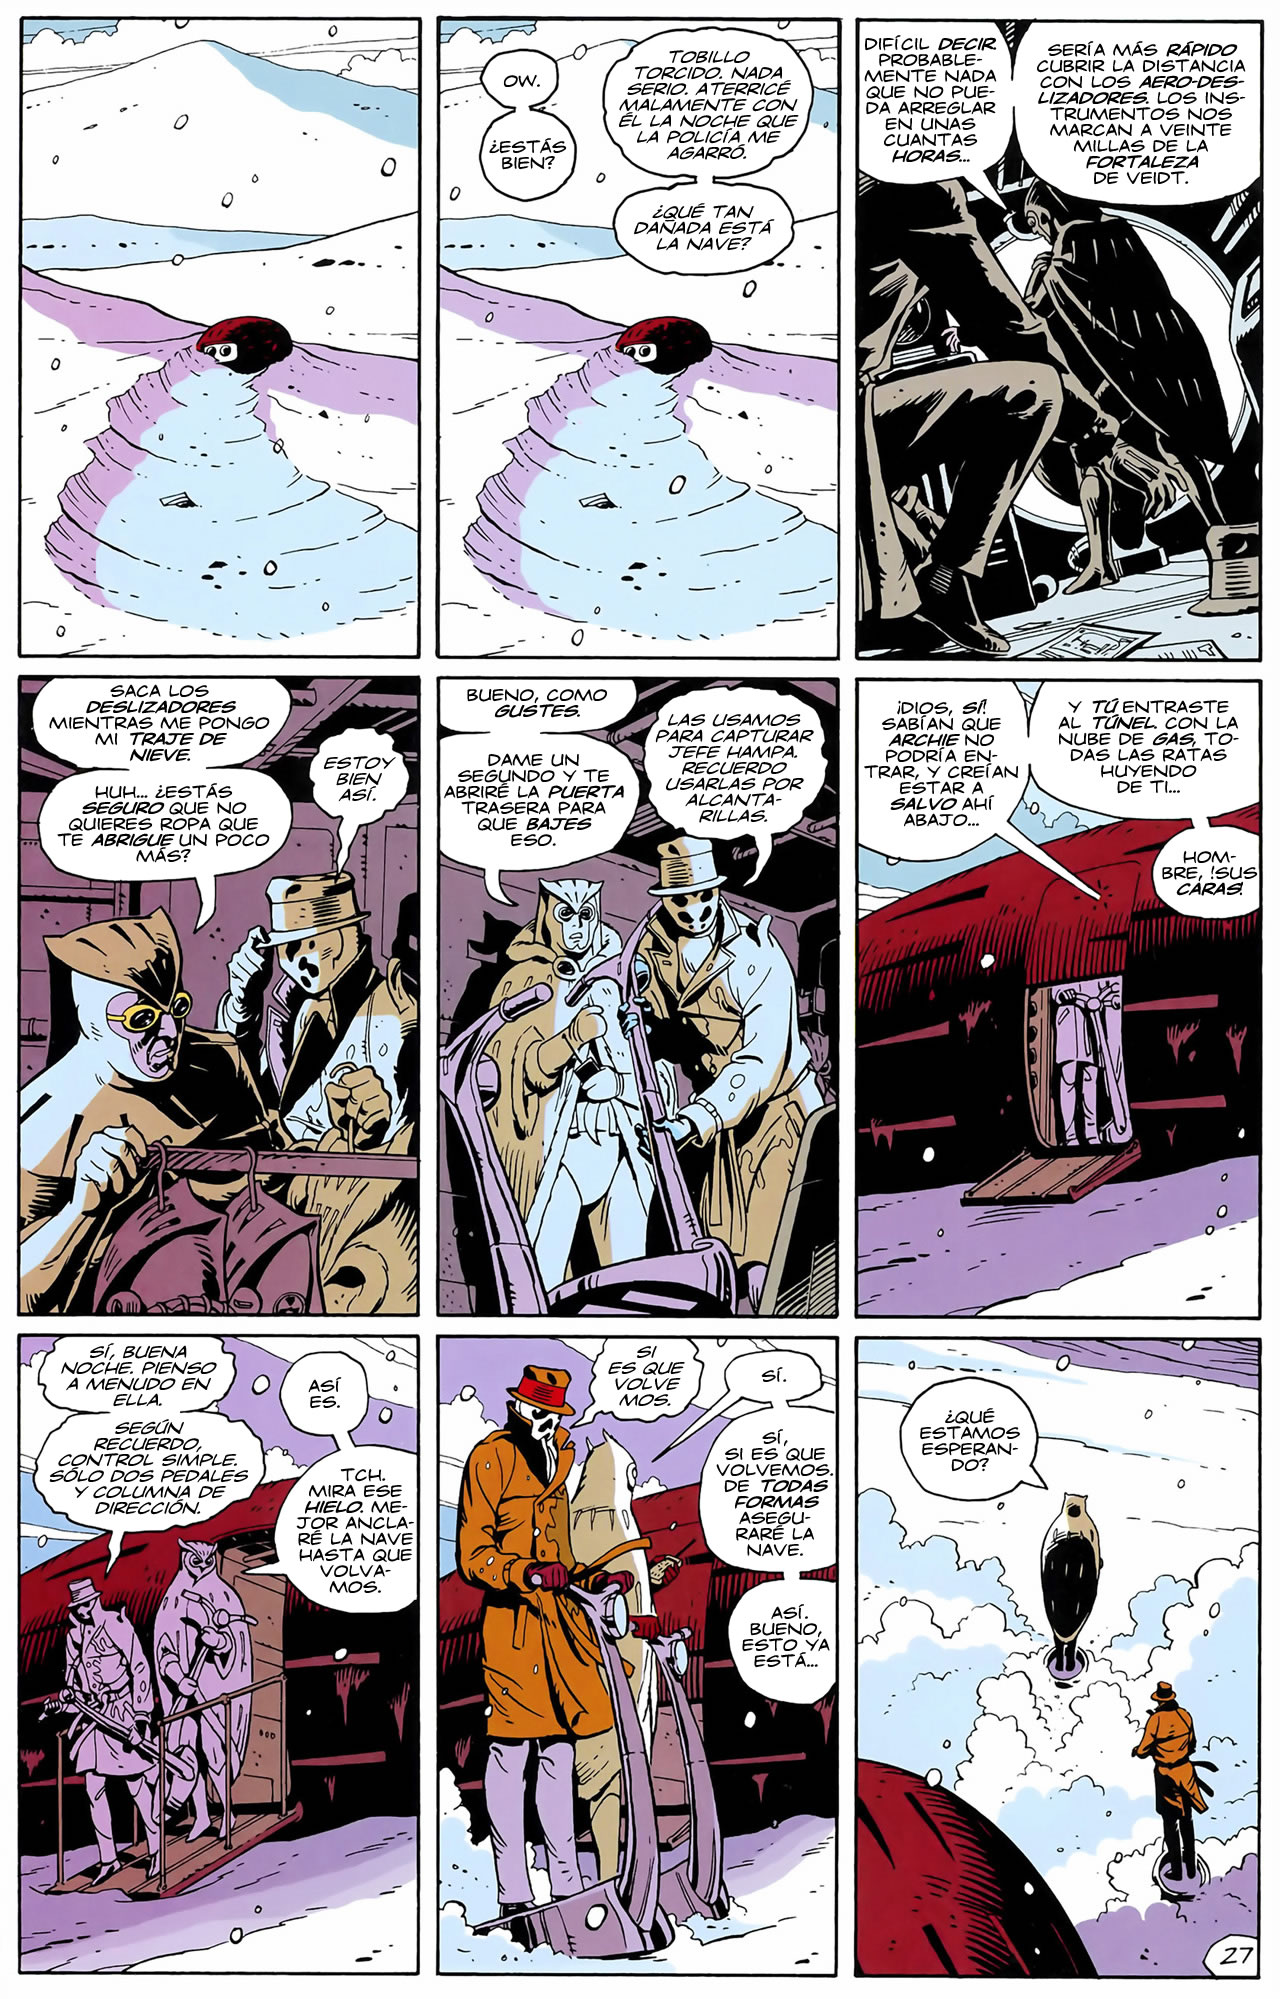 OW.
¿ESTÁS
BIEN?
TOBILLO
TORCIDO. NADA
SERIO. ATERRICÉ
MALAMENTE CON
ÉL LA NOCHE QUE
LA POLICÍA ME
AGARRÓ.
¿QUÉ TAN
DAÑADA ESTÁ
LA NAVE?
DIFÍCIL DECIR
PROBABLE-
MENTE NADA
QUE NO PUE-
DA ARREGLAR
EN UNAS
CUANTAS
HORAS...
SERÍA MÁS RÁPIDO
CUBRIR LA DISTANCIA
CON LOS AERO-DES-
LIZADORES. LOS INS-
TRUMENTOS NOS
MARCAN A VEINTE
MILLAS DE LA
FORTALEZA
DE VEIDT.
SACA LOS
DESLIZADORES
MIENTRAS ME PONGO
MI TRAJE DE
NIEVE.
HUH... ¿ESTÁS
SEGURO QUE NO
QUIERES ROPA QUE
TE ABRIGUE UN POCO
MÁS?
ESTOY
BIEN
ASÍ.
BUENO, COMO
GUSTES.
DAME UN
SEGUNDO Y TE
ABRIRÉ LA PUERTA
TRASERA PARA
QUE BAJES
ESO.
LAS USAMOS
PARA CAPTURAR
JEFE HAMPA.
RECUERDO
USARLAS POR
ALCANTA-
RILLAS.
¡DIOS, SÍ!
SABÍAN QUE
ARCHIE NO
PODRÍA EN-
TRAR, Y CREÍAN
ESTAR A
SALVO AHÍ
ABAJO...
Y TÚ ENTRASTE
AL TÚNEL. CON LA
NUBE DE GAS, TO-
DAS LAS RATAS
HUYENDO
DE TI...
HOM-
BRE, !SUS
CARAS!
SÍ, BUENA
NOCHE. PIENSO
A MENUDO EN
ELLA.
SEGÚN
RECUERDO,
CONTROL SIMPLE.
SÓLO DOS PEDALES
Y COLUMNA DE
DIRECCIÓN.
ASÍ
ES.
TCH.
MIRA ESE
HIELO. ME-
JOR ANCLA-
RÉ LA NAVE
HASTA QUE
VOLVA-
MOS.
SI
ES QUE
VOLVE
MOS.
SÍ.
SÍ,
SI ES QUE
VOLVEMOS.
DE TODAS
FORMAS
ASEGU-
RARÉ LA
NAVE.
ASÍ.
BUENO,
ESTO YA
ESTÁ...
¿QUÉ
ESTAMOS
ESPERAN-
DO?
27